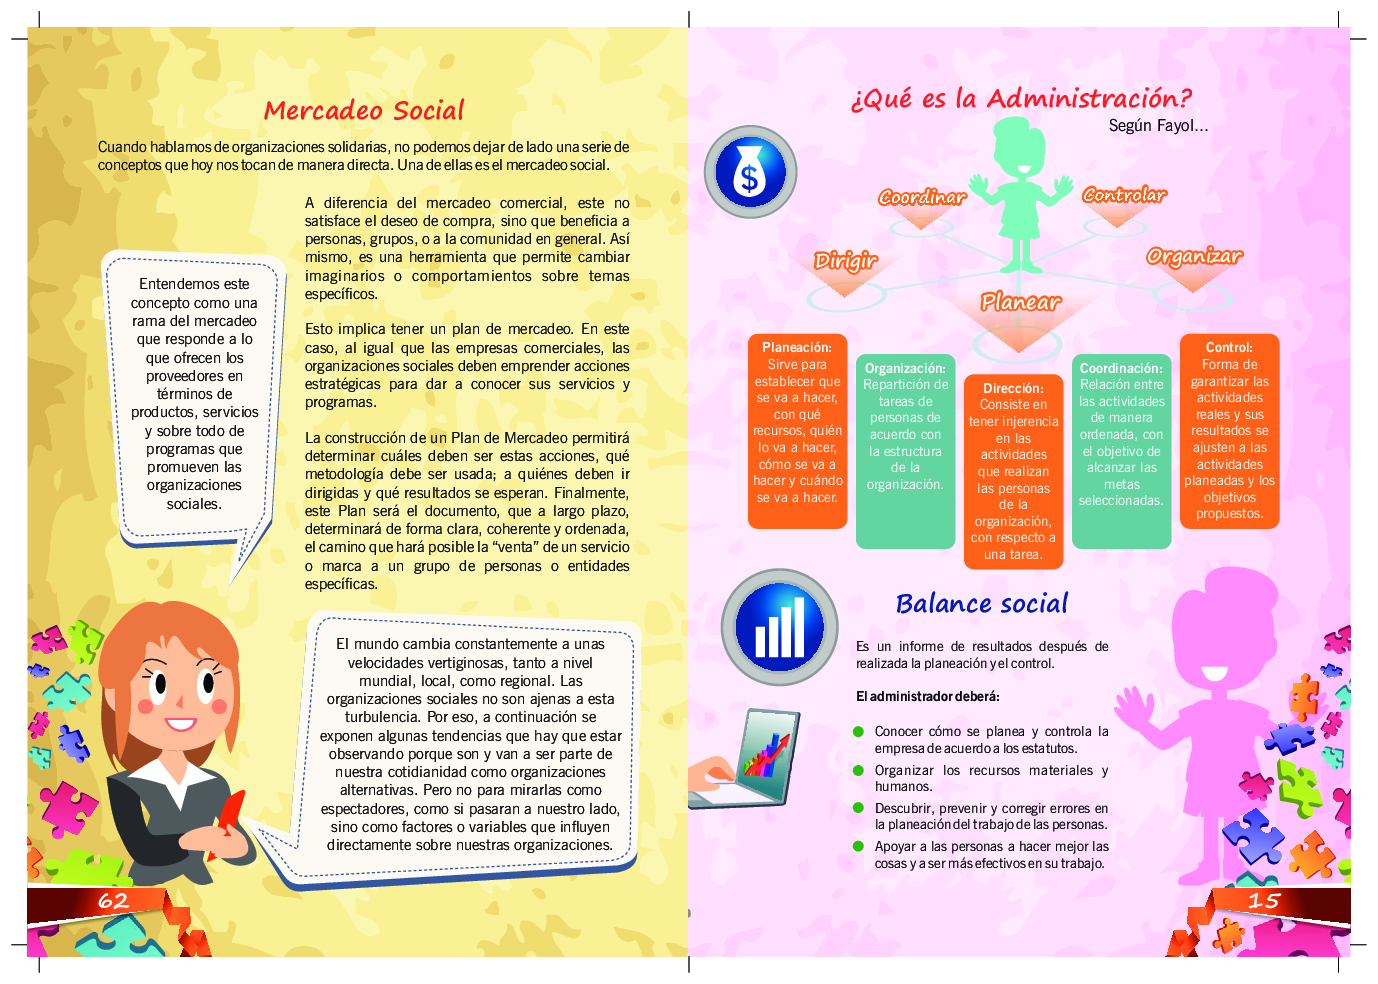 Mercadeo Social
Cuando hablamos de organizaciones solidarias, no podemos dejar de lado una serie de
conceptos que hoy nos tocan de manera directa. Una de ellas es el mercadeo social.
A diferencia del mercadeo comercial, este no
satisface el deseo de compra, sino que beneficia a
personas, grupos, o a la comunidad en general. Así
mismo, es una herramienta que permite cambiar
imaginarios o comportamientos sobre temas
específicos.
Esto implica tener un plan de mercadeo. En este
caso, al igual que las empresas comerciales, las
organizaciones sociales deben emprender acciones
estratégicas para dar a conocer sus servicios y
programas.
La construcción de un Plan de Mercadeo permitirá
determinar cuáles deben ser estas acciones, qué
metodología debe ser usada; a quiénes deben ir
dirigidas y qué resultados se esperan. Finalmente,
este Plan será el documento, que a largo plazo,
determinará de forma clara, coherente y ordenada,
el camino que hará posible la “venta” de un servicio
o marca a un grupo de personas o entidades
específicas.
Entendemos este
concepto como una
rama del mercadeo
que responde a lo
que ofrecen los
proveedores en
términos de
productos, servicios
y sobre todo de
programas que
promueven las
organizaciones
sociales.
El mundo cambia constantemente a unas
velocidades vertiginosas, tanto a nivel
mundial, local, como regional. Las
organizaciones sociales no son ajenas a esta
turbulencia. Por eso, a continuación se
exponen algunas tendencias que hay que estar
observando porque son y van a ser parte de
nuestra cotidianidad como organizaciones
alternativas. Pero no para mirarlas como
espectadores, como si pasaran a nuestro lado,
sino como factores o variables que influyen
directamente sobre nuestras organizaciones.
62
¿Qué es la Administración?
Según Fayol...
$
Coordinar
Controlar
Dirigir
Organizar
Planear
Planeación:
Sirve para
establecer que
se va a hacer,
con qué
recursos, quién
lo va a hacer,
cómo se va a
hacer y cuándo
se va a hacer.
Organización:
Repartición de
tareas de
personas de
acuerdo con
la estructura
de la
organización.
Dirección:
Consiste en
tener injerencia
en las
actividades
que realizan
las personas
de la
organización,
con respecto a
una tarea.
Coordinación:
Relación entre
las actividades
de manera
ordenada, con
el objetivo de
alcanzar las
metas
seleccionadas.
Control:
Forma de
garantizar las
actividades
reales y sus
resultados se
ajusten a las
actividades
planeadas y los
objetivos
propuestos.
Balance social
Es un informe de resultados después de
realizada la planeación y el control.
El administrador deberá:
Conocer cómo se planea y controla la
empresa de acuerdo a los estatutos.
Organizar los recursos materiales y
humanos.
Descubrir, prevenir y corregir errores en
la planeación del trabajo de las personas.
Apoyar a las personas a hacer mejor las
cosas y a ser más efectivos en su trabajo.
15